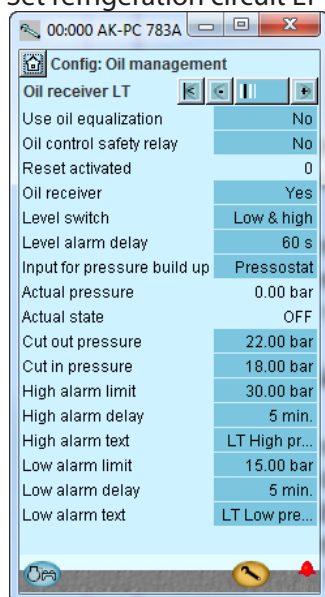 Set refrigeration circuit LT
00:000 AK-PC 783A
Config: Oil management
Oil receiver LT
Use oil equalization No
Oil control safety relay No
Reset activated 0
Oil receiver Yes
Level switch Low & high
Level alarm delay 60 s
Input for pressure build up Pressostat
Actual pressure 0.00 bar
Actual state OFF
Cut out pressure 22.00 bar
Cut in pressure 18.00 bar
High alarm limit 30.00 bar
High alarm delay 5 min.
High alarm text LT High pr...
Low alarm limit 15.00 bar
Low alarm delay 5 min.
Low alarm text LT Low pre...